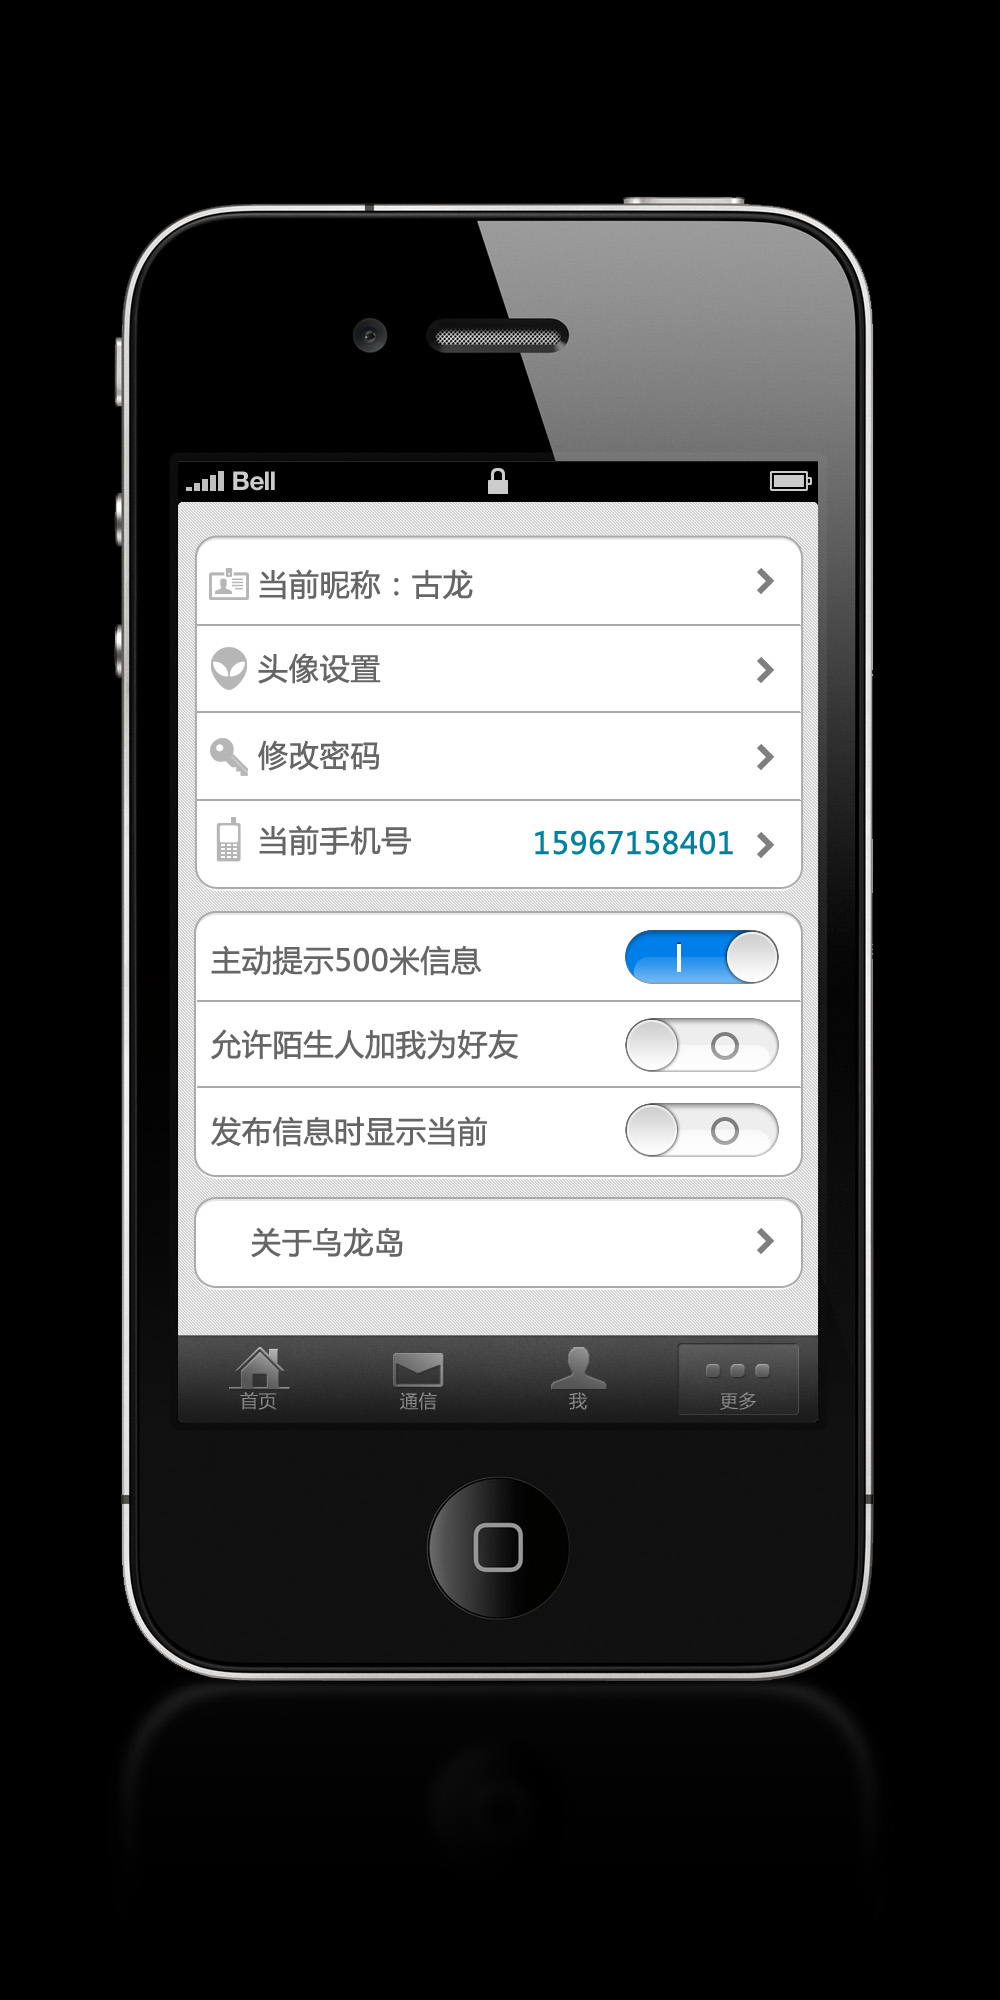 Bell
当前昵称：古龙
头像设置
修改密码
当前手机号 15967158401
主动提示500米信息
允许陌生人加我为好友
发布信息时显示当前
关于乌龙岛
首页 通信 我 更多